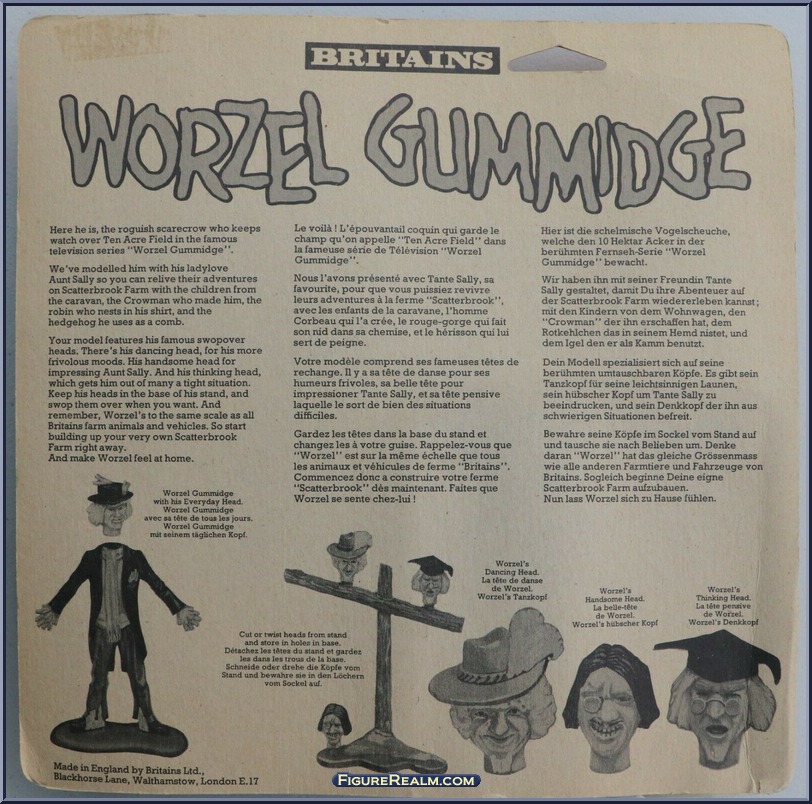 BRITAINS
WORZEL GUMMIDGE
Here he is, the roguish scarecrow who keeps
watch over Ten Acre Field in the famous
television series "Worzel Gummidge".
We've modelled him with his ladylove
Aunt Sally so you can relive their adventures
on Scatterbrook Farm with the children from
the caravan, the Crowman who made him, the
robin who nests in his shirt, and the
hedgehog he uses as a comb.
Your model features his famous swopover
heads. There's his dancing head, for his more
frivolous moods. His handsome head for
impressing Aunt Sally. And his thinking head,
which gets him out of many a tight situation.
Keep his heads in the base of his stand, and
swop them over when you want. And
remember, Worzel's to the same scale as all
Britains farm animals and vehicles. So start
building up your very own Scatterbrook
Farm right away.
And make Worzel feel at home.
Le voilà ! L'épouvantail coquin qui garde le
champ qu'on appelle "Ten Acre Field" dans
la fameuse série de Télévision "Worzel
Gummidge".
Nous l'avons présenté avec Tante Sally, sa
favourite, pour que vous puissiez revivre
leurs adventures à la ferme "Scatterbrook",
avec les enfants de la caravane, l'homme
Corbeau qui l'a crée, le rouge-gorge qui fait
son nid dans sa chemise, et le hérisson qui lui
sert de peigne.
Votre modèle comprend ses fameuses têtes de
rechange. Il y a sa tête de danse pour ses
humeurs frivoles, sa belle tête pour
impressioner Tante Sally, et sa tête pensive
laquelle le sort de bien des situations
difficiles.
Gardez les têtes dans la base du stand et
changez les à votre guise. Rappelez-vous que
"Worzel" est sur la même échelle que tous
les animaux et véhicules de ferme "Britains".
Commencez donc a construire votre ferme
"Scatterbrook" dès maintenant. Faites que
Worzel se sente chez-lui !
Hier ist die schelmische Vogelscheuche,
welche den 10 Hektar Acker in der
berühmten Fernseh-Serie "Worzel
Gummidge" bewacht.
Wir haben ihn mit seiner Freundin Tante
Sally gestaltet, damit Du ihre Abenteuer auf
der Scatterbrook Farm wiedererleben kannst;
mit den Kindern von dem Wohnwagen, den
"Crowman" der ihn erschaffen hat, dem
Rotkehlchen das in seinem Hemd nistet, und
dem Igel den er als Kamm benutzt.
Dein Modell spezialisiert sich auf seine
berühmten umtauschbaren Köpfe. Es gibt sein
Tanzkopf für seine leichtsinnigen Launen,
sein hübscher Kopf um Tante Sally zu
beeindrucken, und sein Denkkopf der ihn aus
schwierigen Situationen befreit.
Bewahre seine Köpfe im Sockel vom Stand auf
und tausche sie nach Belieben um. Denke
daran "Worzel" hat das gleiche Grössenmass
wie alle anderen Farmtiere und Fahrzeuge von
Britains. Sogleich beginne Deine eigne
Scatterbrook Farm aufzubauen.
Nun lass Worzel sich zu Hause fühlen.
Worzel Gummidge
with his Everyday Head.
Worzel Gummidge
avec sa tête de tous les jours.
Worzel Gummidge
mit seinem täglichen Kopf.
Cut or twist heads from stand
and store in holes in base.
Détachez les têtes du stand et gardez
les dans les trous de la base.
Schneide oder drehe die Köpfe vom
Stand und bewahre sie in den Löchern
vom Sockel auf.
Worzel's
Dancing Head.
La tête de danse
de Worzel.
Worzel's Tanzkopf
Worzel's
Handsome Head.
La belle-tête
de Worzel.
Worzel's hübscher Kopf
Worzel's
Thinking Head.
La tête pensive
de Worzel.
Worzel's Denkkopf
Made in England by Britains Ltd.,
Blackhorse Lane, Walthamstow, London E.17
FIGUREREALM.COM